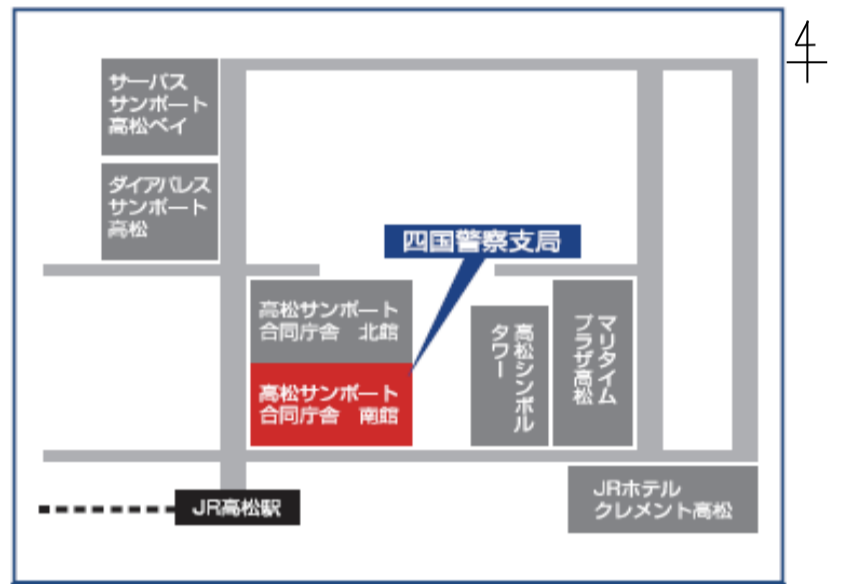 サーパス
サンポート
高松ベイ
ダイアパレス
サンポート
高松
四国警察支局
高松サンポート
合同庁舎　北館
高松サンポート
合同庁舎　南館
高松シンボル
タワー
マリタイム
プラザ高松
JRホテル
クレメント高松
JR高松駅